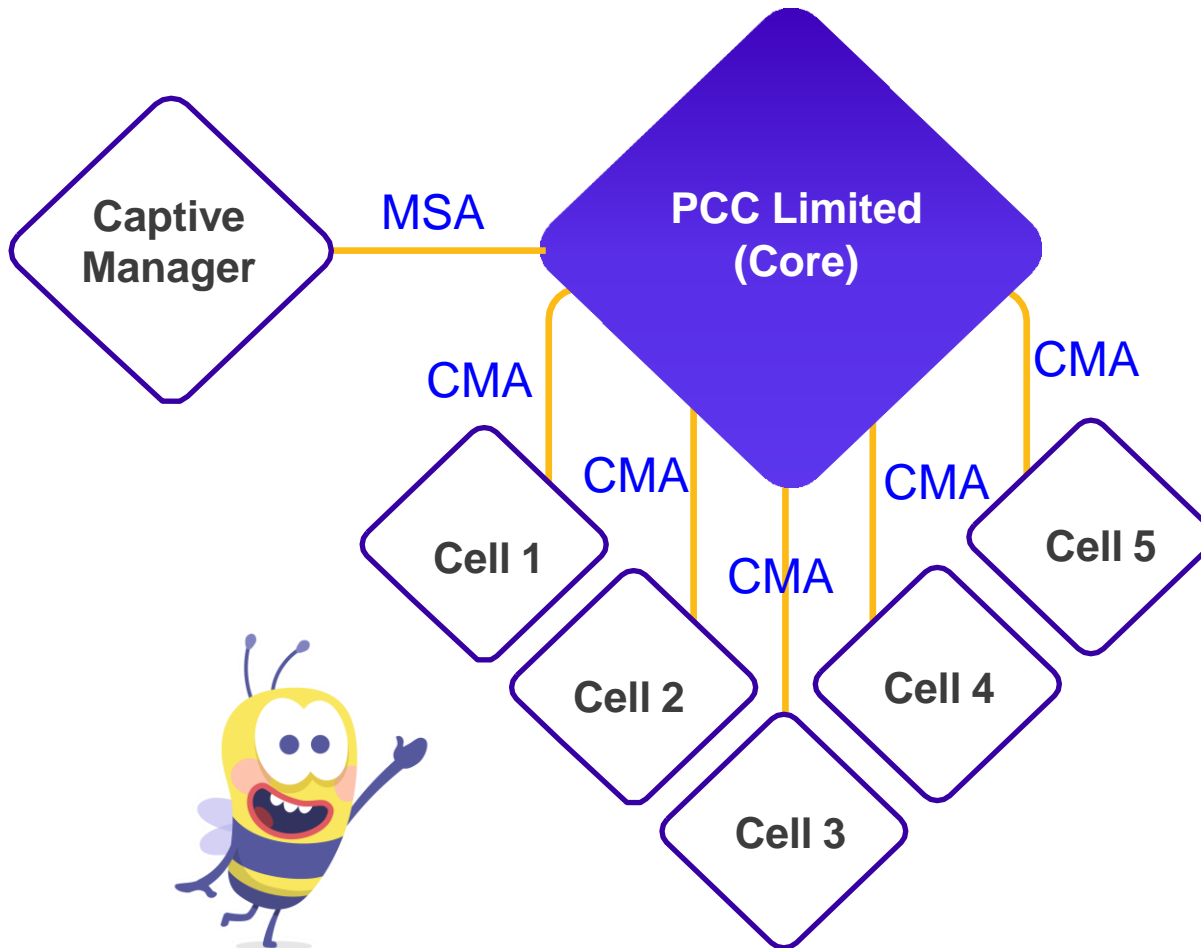 Captive
Manager
MSA
PCC Limited
(Core)
CMA
CMA
CMA
CMA
CMA
Cell 1
Cell 2
Cell 3
Cell 4
Cell 5